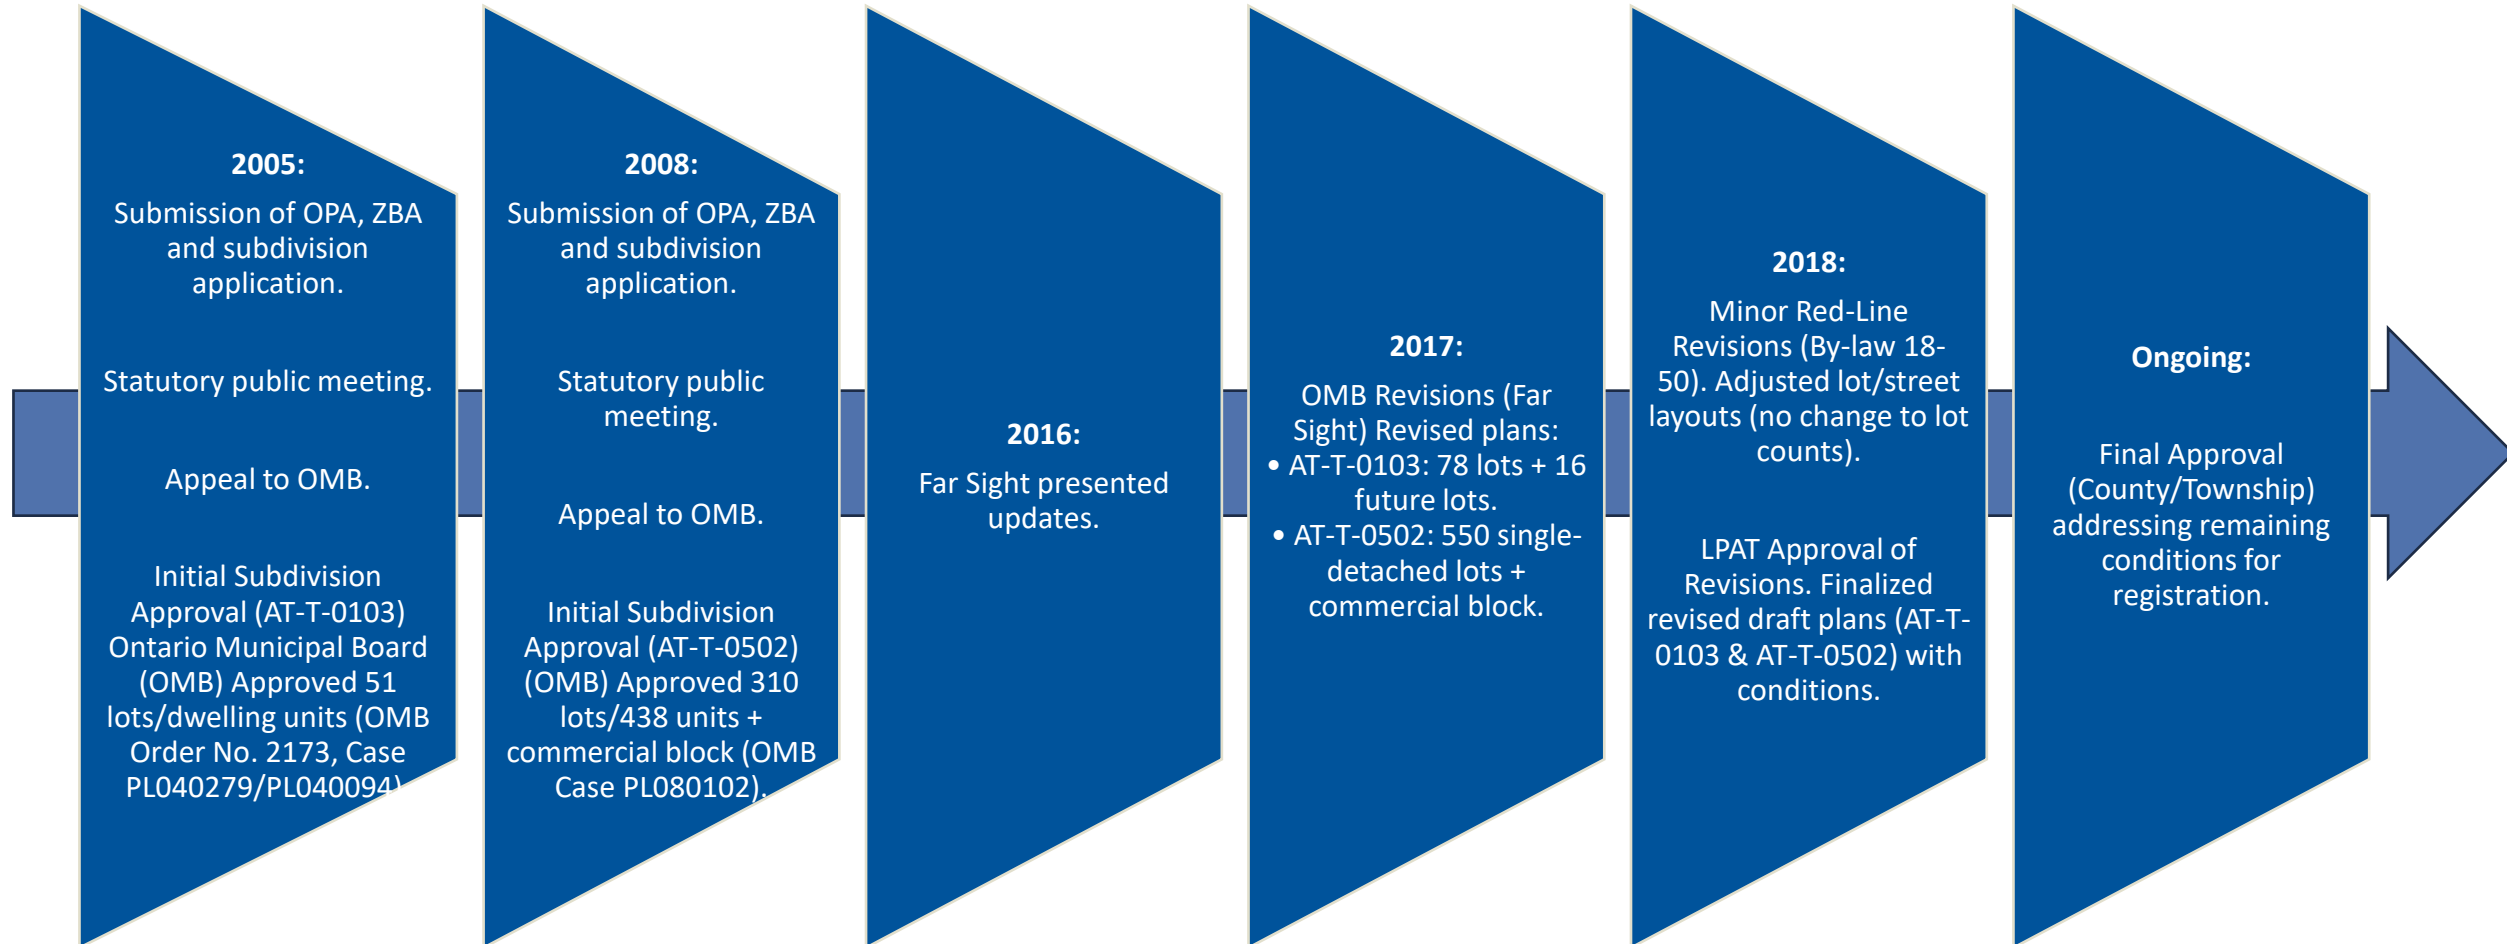 2005:
Submission of OPA, ZBA
and subdivision
application.
Statutory public meeting.
Appeal to OMB.
Initial Subdivision
Approval (AT-T-0103)
Ontario Municipal Board
(OMB) Approved 51
lots/dwelling units (OMB
Order No. 2173, Case
PL040279/PL040094)
2008:
Submission of OPA, ZBA
and subdivision
application.
Statutory public
meeting.
Appeal to OMB.
Initial Subdivision
Approval (AT-T-0502)
(OMB) Approved 310
lots/438 units +
commercial block (OMB
Case PL080102).
2016:
Far Sight presented
updates.
2017:
OMB Revisions (Far
Sight) Revised plans:
• AT-T-0103: 78 lots + 16
future lots.
• AT-T-0502: 550 single-
detached lots +
commercial block.
2018:
Minor Red-Line
Revisions (By-law 18-
50). Adjusted lot/street
layouts (no change to lot
counts).
LPAT Approval of
Revisions. Finalized
revised draft plans (AT-T-
0103 & AT-T-0502) with
conditions.
Ongoing:
Final Approval
(County/Township)
addressing remaining
conditions for
registration.